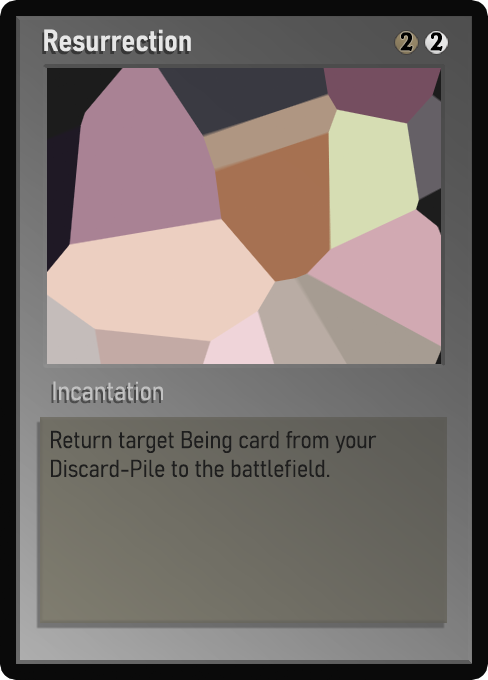 Resurrection 2 2
Incantation
Return target Being card from your
Discard-Pile to the battlefield.